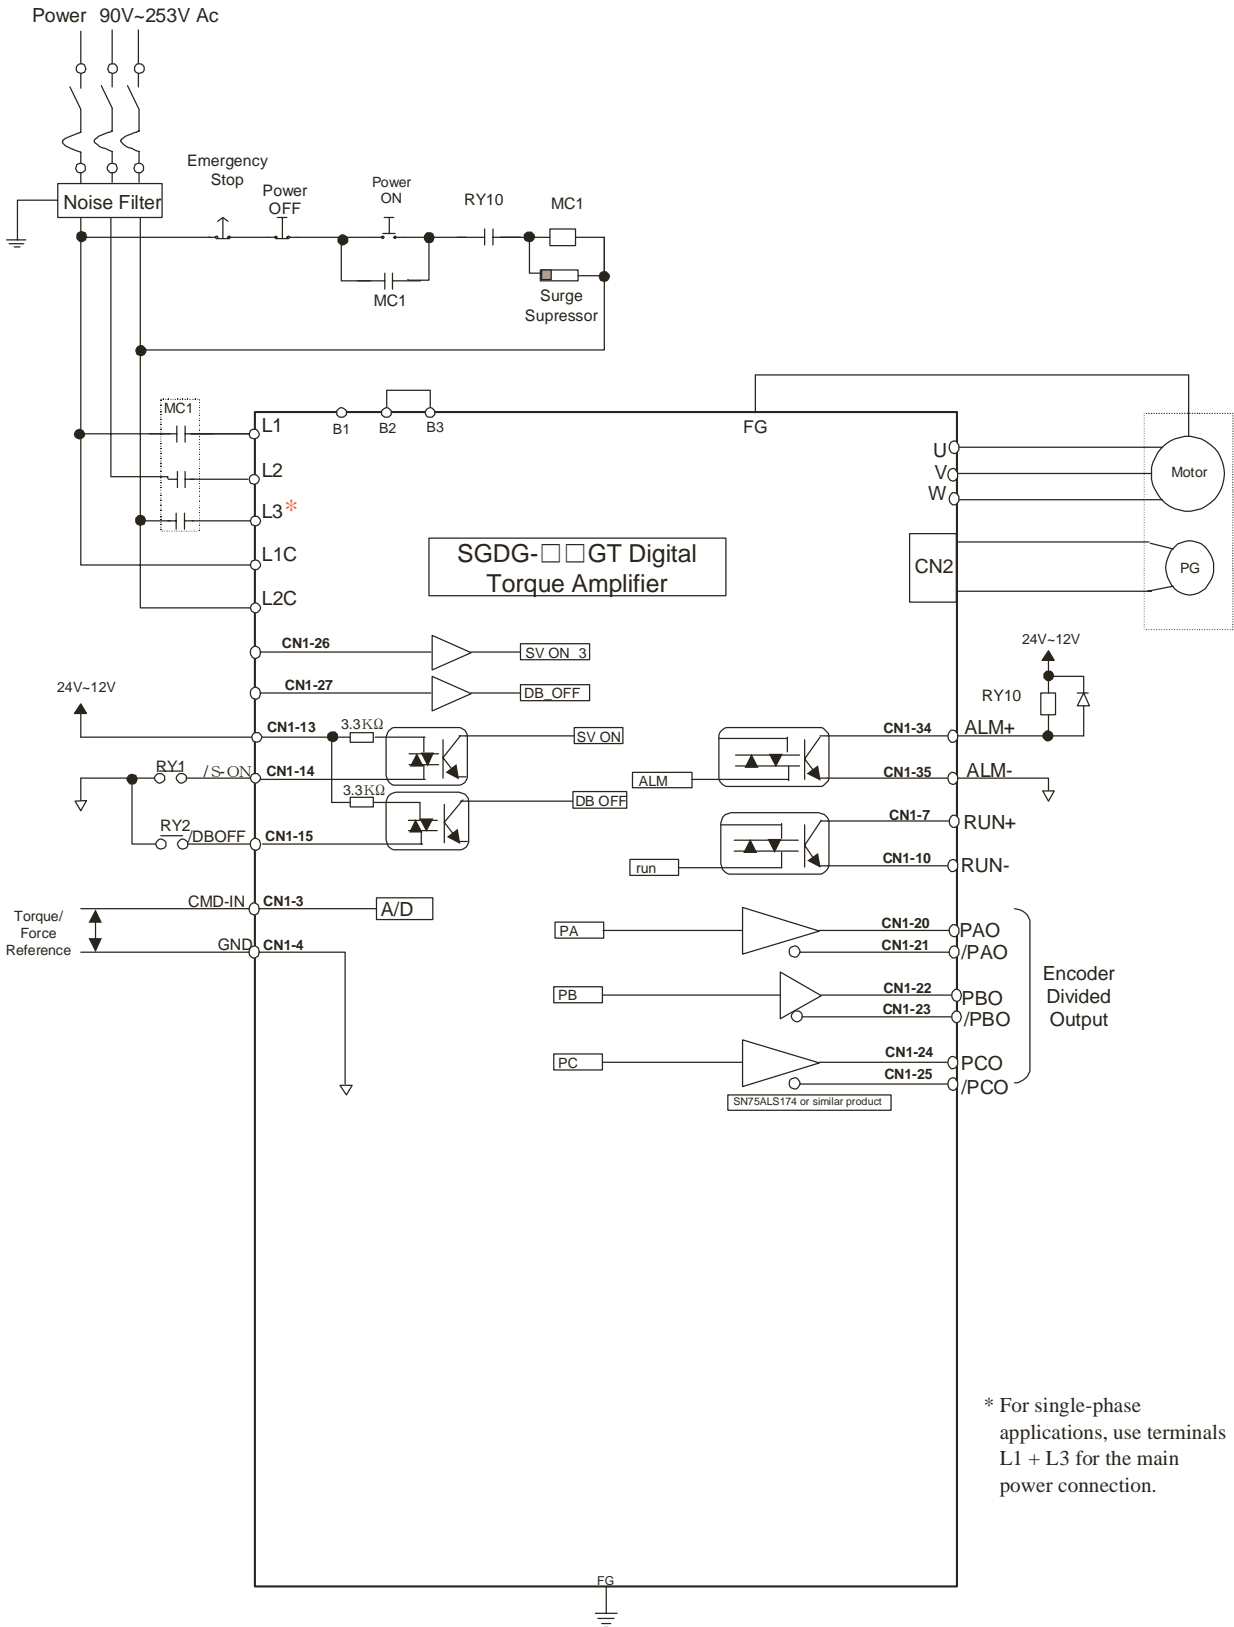 Power 90V~253V Ac
Emergency
Stop
Power
OFF
Power
ON
RY10
MC1
Noise Filter
MC1
Surge
Supressor
MC1
B1
B2
B3
FG
L1
L2
L3*
L1C
L2C
U
V
W
Motor
SGDG-□□GT Digital
Torque Amplifier
CN2
PG
CN1-26
SV ON 3
CN1-27
DB_OFF
24V~12V
24V~12V
RY10
CN1-13
3.3KΩ
SV ON
CN1-34
ALM+
RY1
/S-ON
CN1-14
ALM
CN1-35
ALM-
3.3KΩ
DB OFF
RY2
/DBOFF
CN1-15
CN1-7
RUN+
run
CN1-10
RUN-
CMD-IN
CN1-3
A/D
Torque/
Force
Reference
GND
CN1-4
PA
CN1-20
PAO
CN1-21
/PAO
PB
CN1-22
PBO
CN1-23
/PBO
Encoder
Divided
Output
PC
CN1-24
PCO
CN1-25
/PCO
SN75ALS174 or similar product
* For single-phase
applications, use terminals
L1 + L3 for the main
power connection.
FG